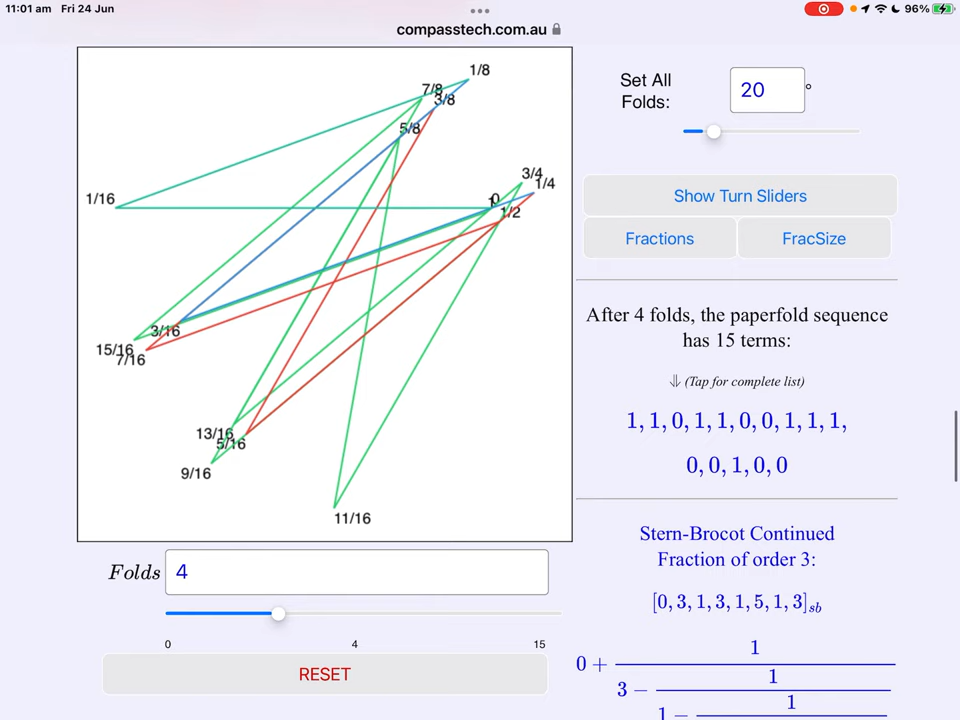 11:01 am Fri 24 Jun
96%
compasstech.com.au
1/8
7/8
3/8
5/8
3/4
1/4
1/16
1
0
1/2
3/16
15/16
7/16
13/16
5/16
9/16
11/16
Folds 4
0 4 15
RESET
Set All
Folds:
20 °
Show Turn Sliders
Fractions FracSize
After 4 folds, the paperfold sequence
has 15 terms:
⇓ (Tap for complete list)
1, 1, 0, 1, 1, 0, 0, 1, 1, 1,
0, 0, 1, 0, 0
Stern-Brocot Continued
Fraction of order 3:
[0, 3, 1, 3, 1, 5, 1, 3]sb
1
0 +
1
3 −
1
1 −